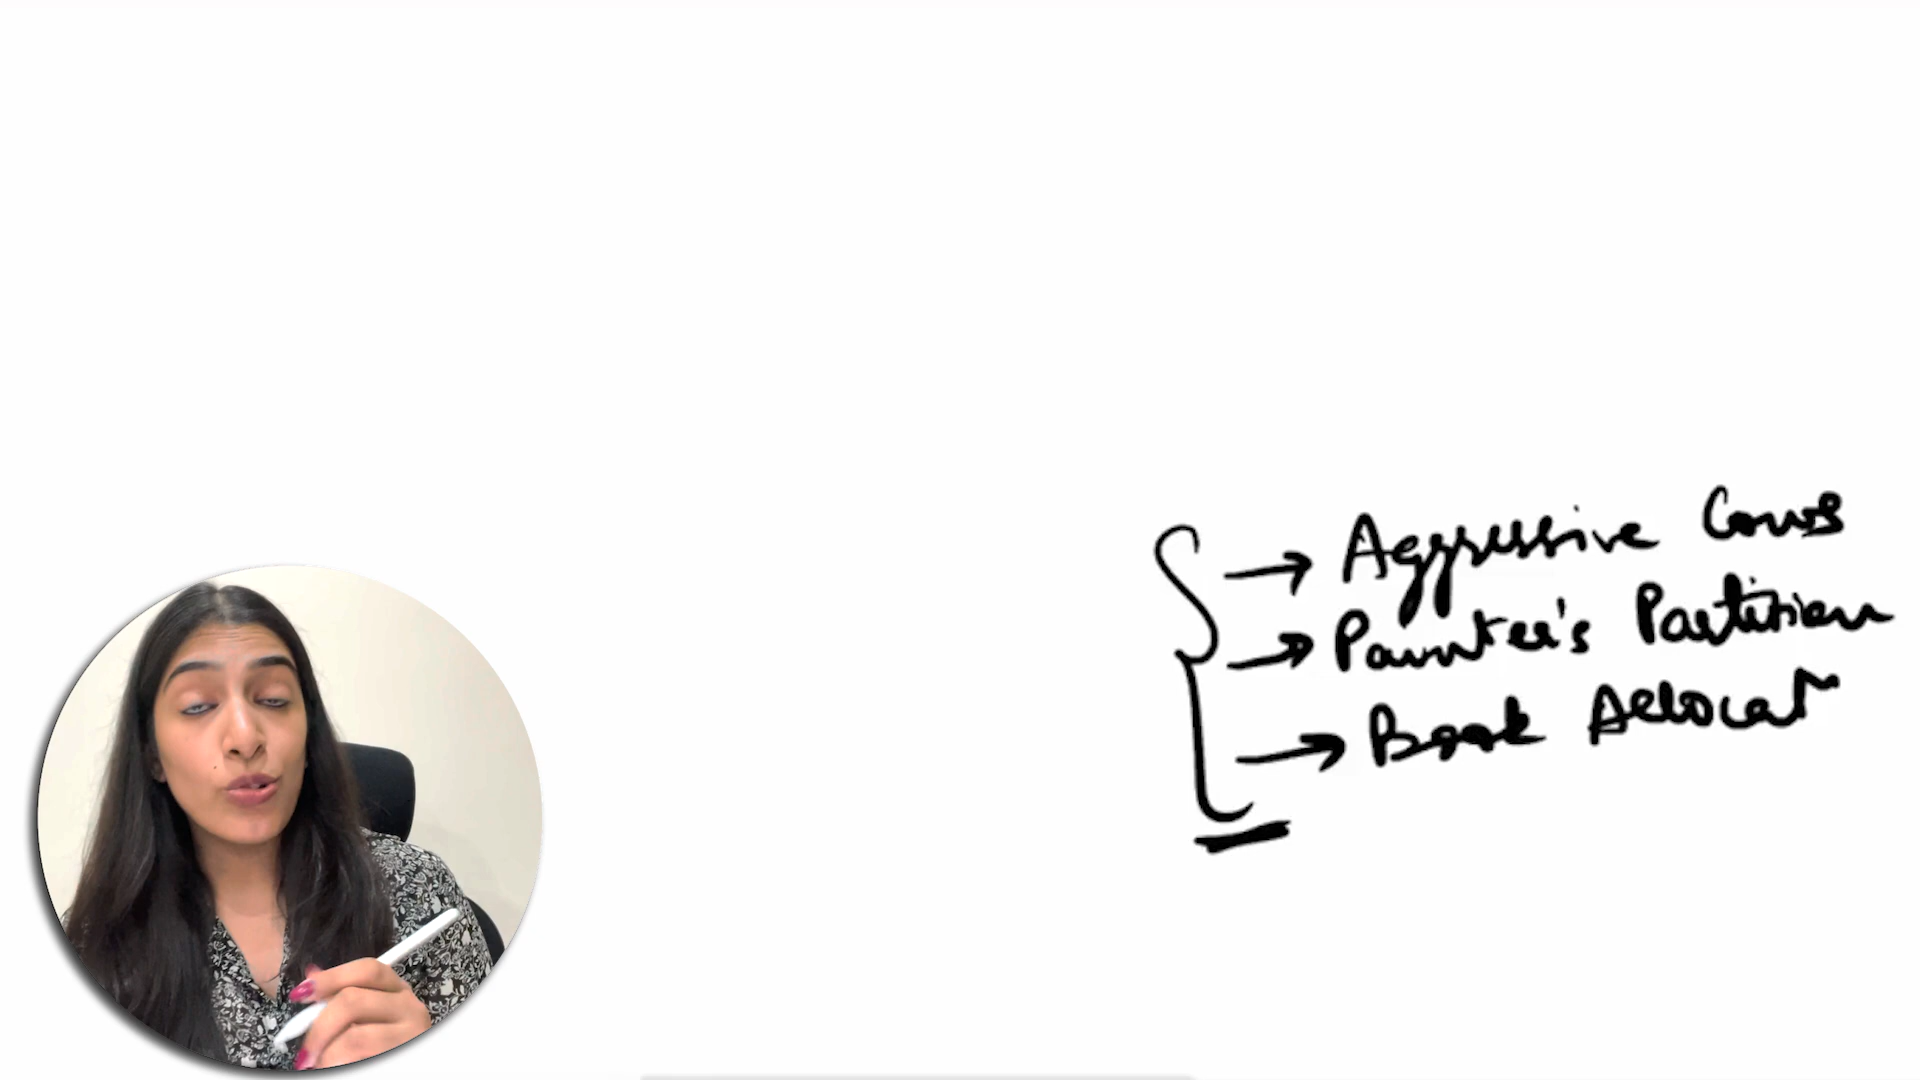 → Aggressive Cows
→ Painter's Partition
→ Book Allocat